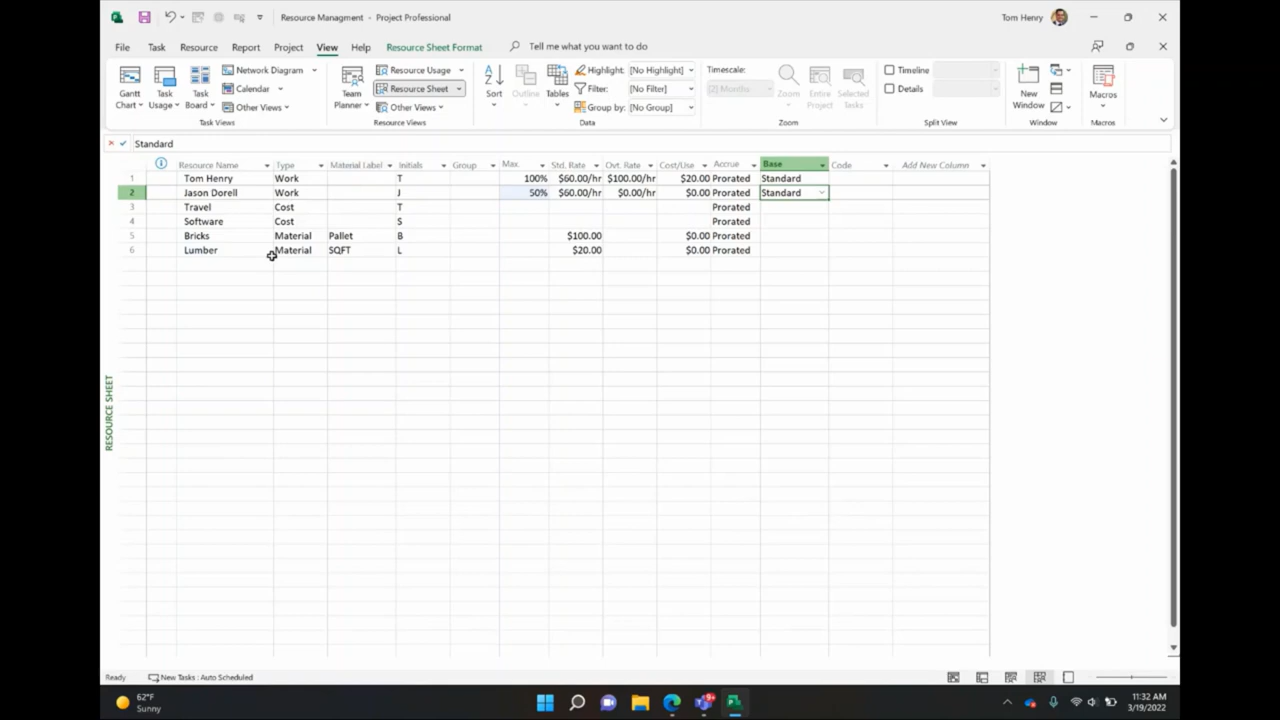 Resource Managment - Project Professional
Tom Henry
File Task Resource Report Project View Help Resource Sheet Format Tell me what you want to do
Gantt Chart
Task Usage
Task Board
Network Diagram
Calendar
Other Views
Task Views
Team Planner
Resource Usage
Resource Sheet
Other Views
Resource Views
Sort
Outline
Tables
Highlight: [No Highlight]
Filter: [No Filter]
Group by: [No Group]
Data
Timescale:
[2] Months
Zoom
Entire Project
Selected Tasks
Zoom
Timeline
Details
Split View
New Window
Window
Macros
Macros
Standard
Resource Name Type Material Label Initials Group Max. Std. Rate Ovt. Rate Cost/Use Accrue Base Code Add New Column
1 Tom Henry Work T 100% $60.00/hr $100.00/hr $20.00 Prorated Standard
2 Jason Dorell Work J 50% $60.00/hr $0.00/hr $0.00 Prorated Standard
3 Travel Cost T Prorated
4 Software Cost S Prorated
5 Bricks Material Pallet B $100.00 $0.00 Prorated
6 Lumber Material SQFT L $20.00 $0.00 Prorated
RESOURCE SHEET
Ready New Tasks : Auto Scheduled
62°F
Sunny
11:32 AM
3/19/2022